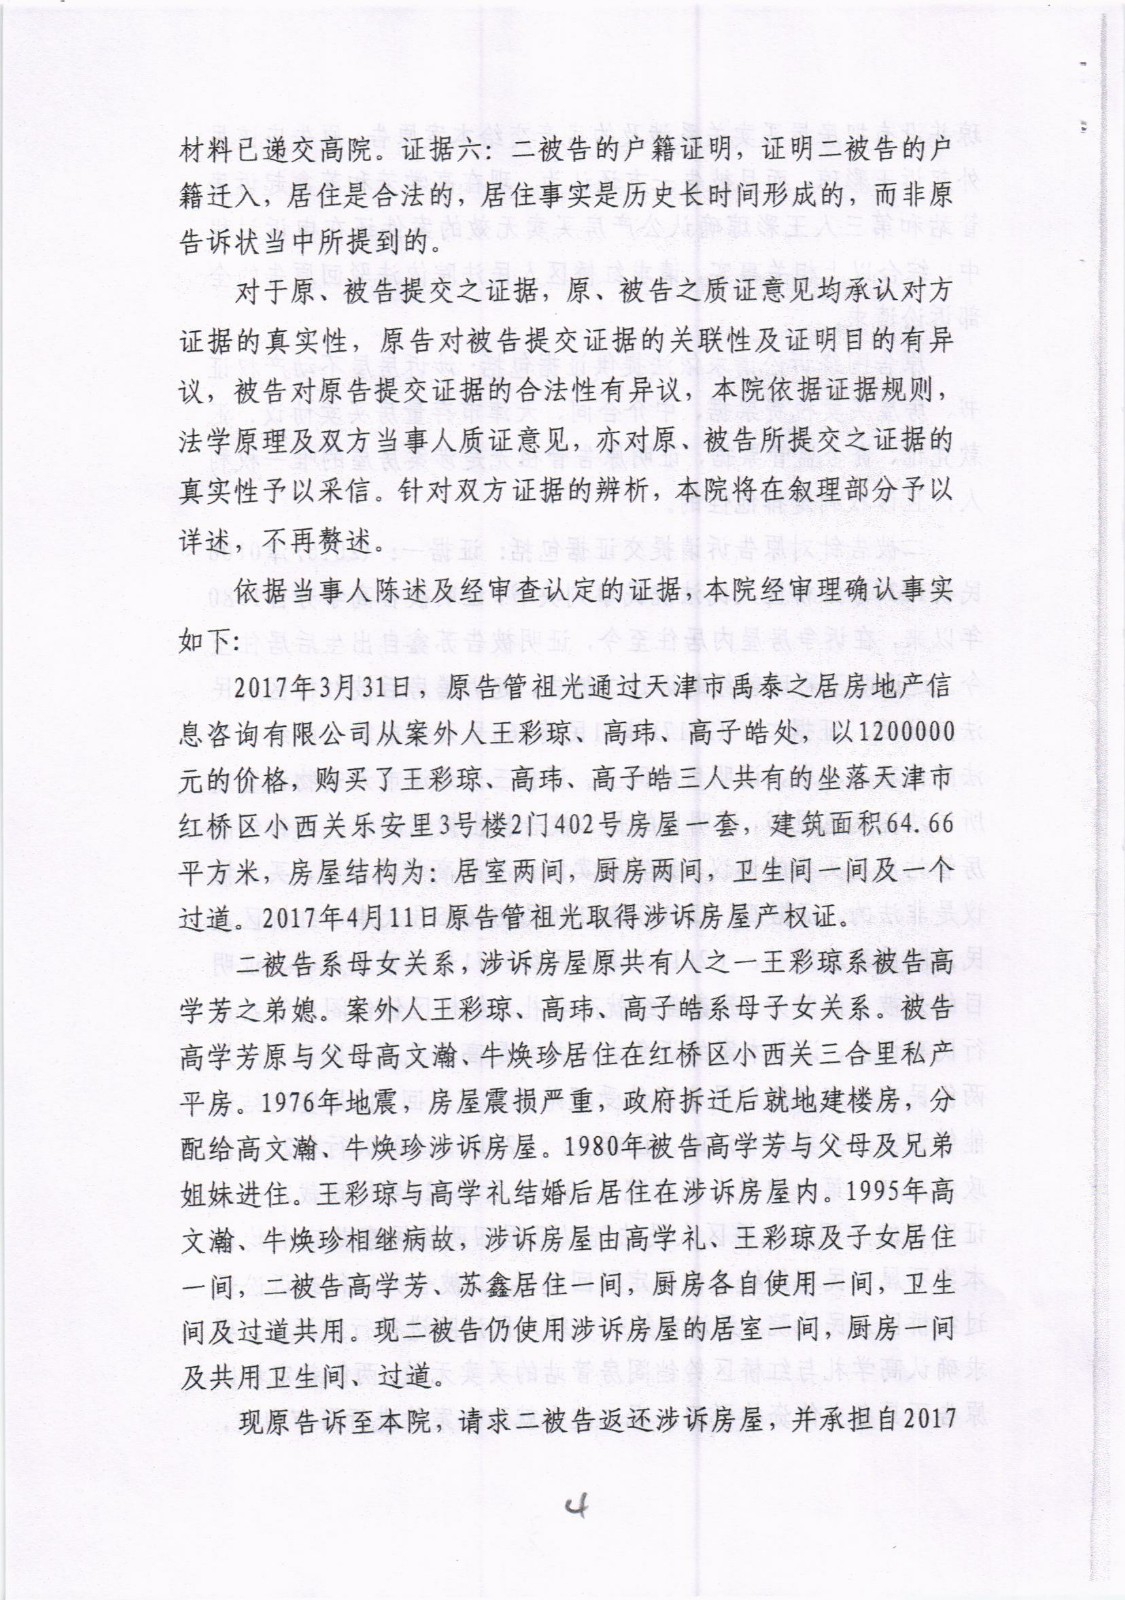 材料已递交高院。证据六：二被告的户籍证明，证明二被告的户
籍迁入，居住是合法的，居住事实是历史长时间形成的，而非原
告诉状当中所提到的。
对于原、被告提交之证据，原、被告之质证意见均承认对方
证据的真实性，原告对被告提交证据的关联性及证明目的有异
议，被告对原告提交证据的合法性有异议，本院依据证据规则，
法学原理及双方当事人质证意见，亦对原、被告所提交之证据的
真实性予以采信。针对双方证据的辨析，本院将在叙理部分予以
详述，不再赘述。
依据当事人陈述及经审查认定的证据，本院经审理确认事实
如下：
2017年3月31日，原告管祖光通过天津市禹泰之居房地产信
息咨询有限公司从案外人王彩琼、高玮、高子皓处，以1200000
元的价格，购买了王彩琼、高玮、高子皓三人共有的坐落天津市
红桥区小西关乐安里3号楼2门402号房屋一套，建筑面积64.66
平方米，房屋结构为：居室两间，厨房两间，卫生间一间及一个
过道。2017年4月11日原告管祖光取得涉诉房屋产权证。
二被告系母女关系，涉诉房屋原共有人之一王彩琼系被告高
学芳之弟媳。案外人王彩琼、高玮、高子皓系母子女关系。被告
高学芳原与父母高文瀚、牛焕珍居住在红桥区小西关三合里私产
平房。1976年地震，房屋震损严重，政府拆迁后就地建楼房，分
配给高文瀚、牛焕珍涉诉房屋。1980年被告高学芳与父母及兄弟
姐妹进住。王彩琼与高学礼结婚后居住在涉诉房屋内。1995年高
文瀚、牛焕珍相继病故，涉诉房屋由高学礼、王彩琼及子女居住
一间，二被告高学芳、苏鑫居住一间，厨房各自使用一间，卫生
间及过道共用。现二被告仍使用涉诉房屋的居室一间，厨房一间
及共用卫生间、过道。
现原告诉至本院，请求二被告返还涉诉房屋，并承担自2017
4